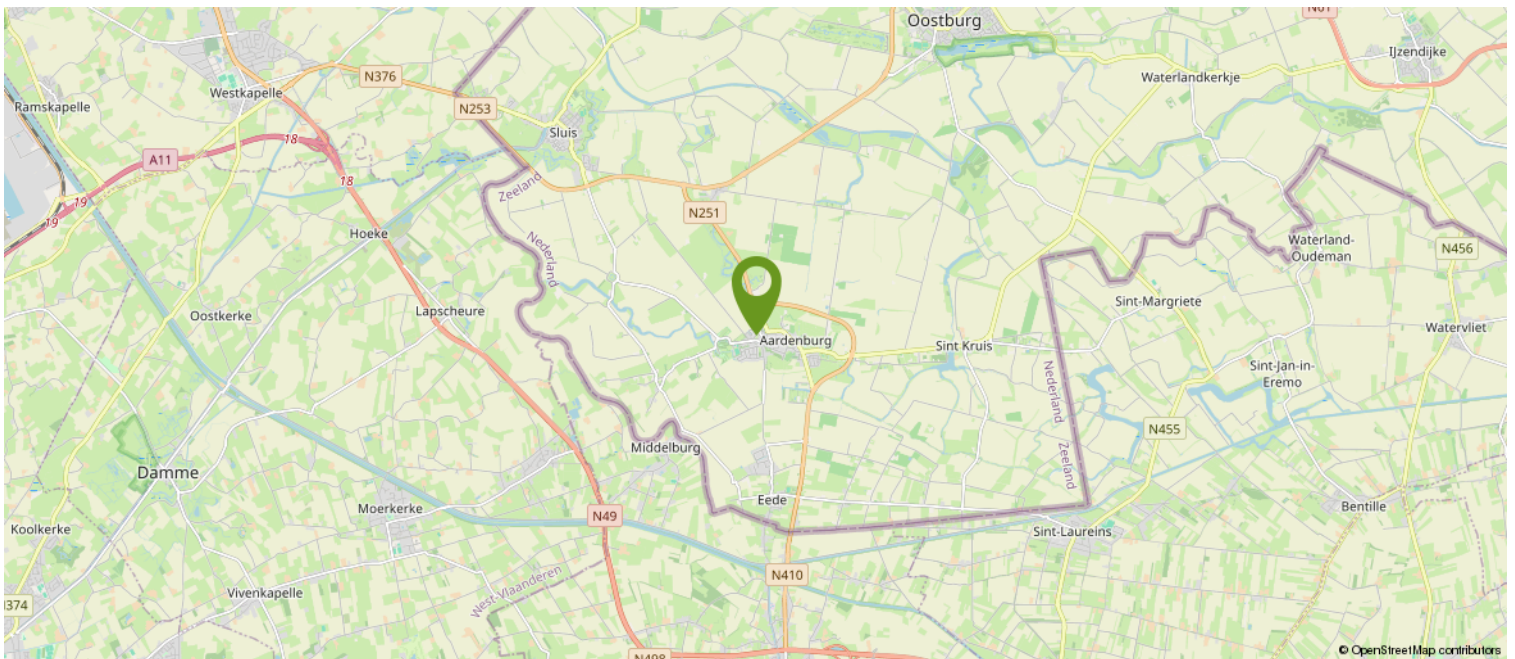 Oostburg
N61
IJzendijke
N376
Waterlandkerkje
Westkapelle
Ramskapelle
N253
Sluis
18
A11
18
Zeeland
19
19
N251
Hoeke
Nederland
Waterland-
Oudeman
N456
Sint-Margriete
Oostkerke
Lapscheure
Watervliet
Aardenburg
Sint Kruis
Sint-Jan-in-
Eremo
Nederland
N455
Middelburg
Zeeland
Damme
Eede
Bentille
Moerkerke
N49
Koolkerke
Sint-Laureins
N410
West-Vlaanderen
Vivenkapelle
N498
© OpenStreetMap contributors